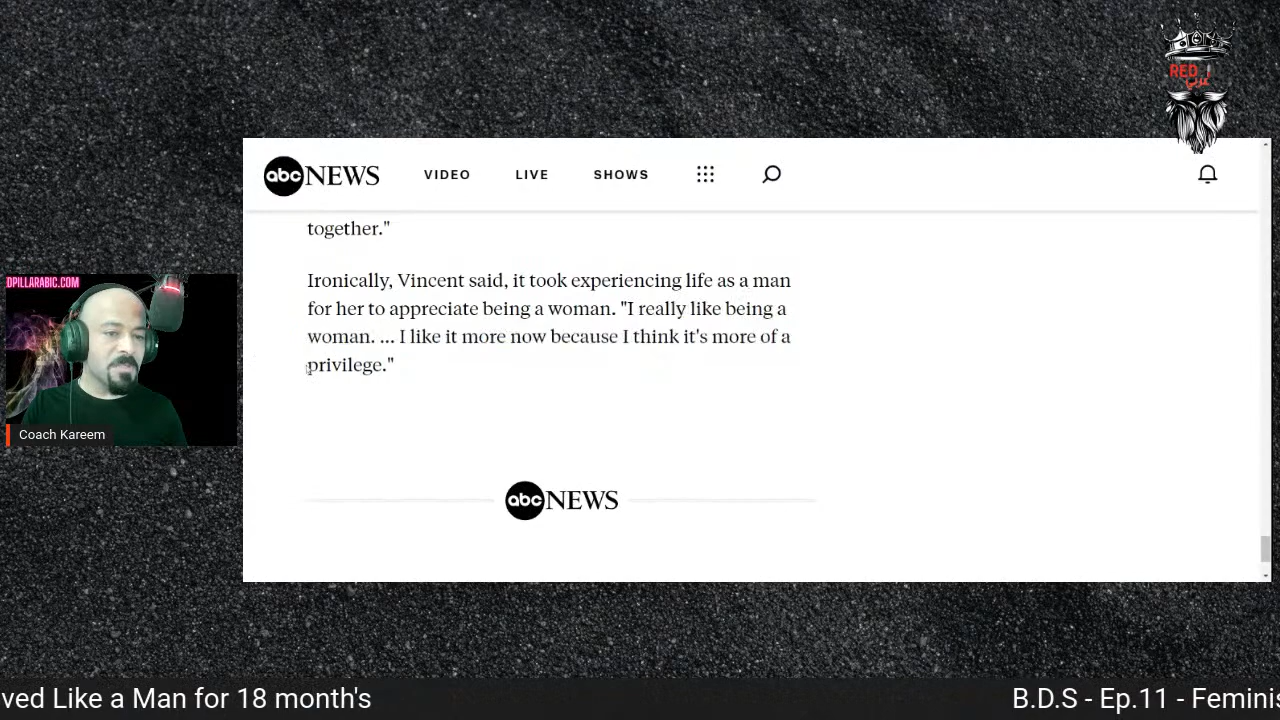 RED
abc NEWS
VIDEO
LIVE
SHOWS
together."
Ironically, Vincent said, it took experiencing life as a man
for her to appreciate being a woman. "I really like being a
woman. ... I like it more now because I think it's more of a
privilege."
DPILLARABIC.COM
Coach Kareem
abc NEWS
ved Like a Man for 18 month's
B.D.S - Ep.11 - Feminis